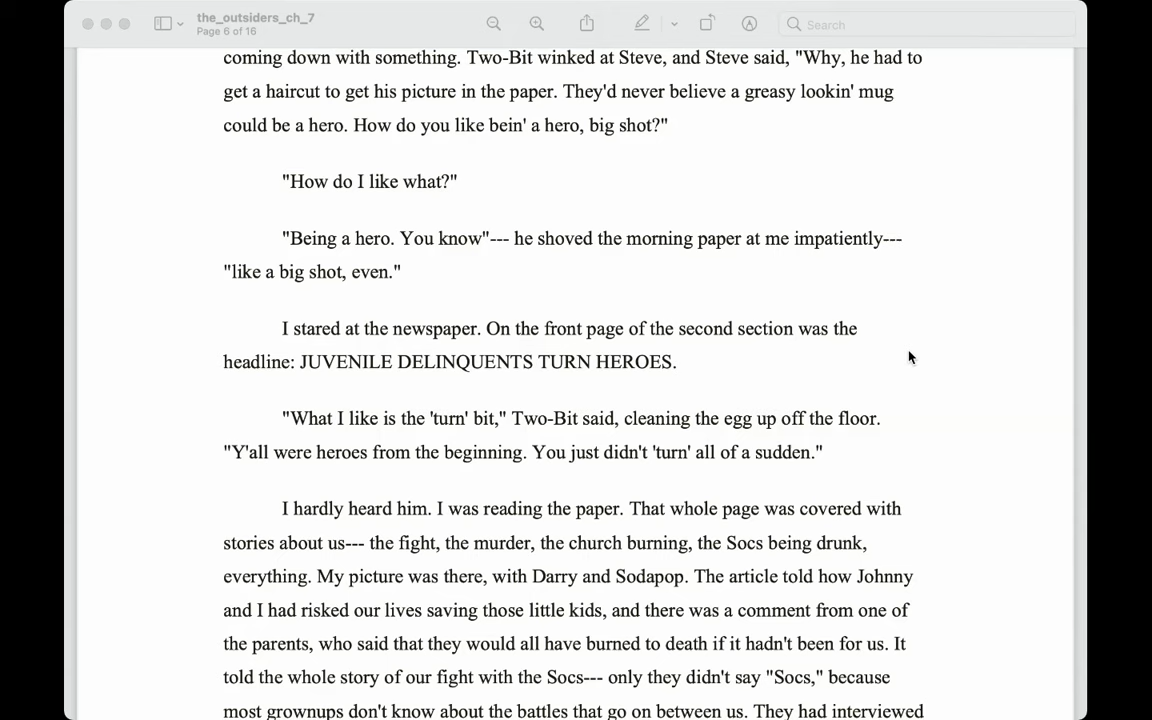 the_outsiders_ch_7
Page 6 of 16
Search
coming down with something. Two-Bit winked at Steve, and Steve said, "Why, he had to
get a haircut to get his picture in the paper. They'd never believe a greasy lookin' mug
could be a hero. How do you like bein' a hero, big shot?"
"How do I like what?"
"Being a hero. You know"--- he shoved the morning paper at me impatiently---
"like a big shot, even."
I stared at the newspaper. On the front page of the second section was the
headline: JUVENILE DELINQUENTS TURN HEROES.
"What I like is the 'turn' bit," Two-Bit said, cleaning the egg up off the floor.
"Y'all were heroes from the beginning. You just didn't 'turn' all of a sudden."
I hardly heard him. I was reading the paper. That whole page was covered with
stories about us--- the fight, the murder, the church burning, the Socs being drunk,
everything. My picture was there, with Darry and Sodapop. The article told how Johnny
and I had risked our lives saving those little kids, and there was a comment from one of
the parents, who said that they would all have burned to death if it hadn't been for us. It
told the whole story of our fight with the Socs--- only they didn't say "Socs," because
most grownups don't know about the battles that go on between us. They had interviewed